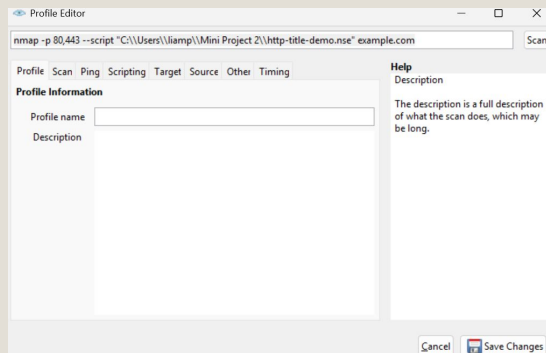 Profile Editor
nmap -p 80,443 --script "C:\\Users\\liamp\\Mini Project 2\\http-title-demo.nse" example.com
Scan
Profile Scan Ping Scripting Target Source Other Timing
Profile Information
Profile name
Description
Help
Description
The description is a full description
of what the scan does, which may
be long.
Cancel Save Changes